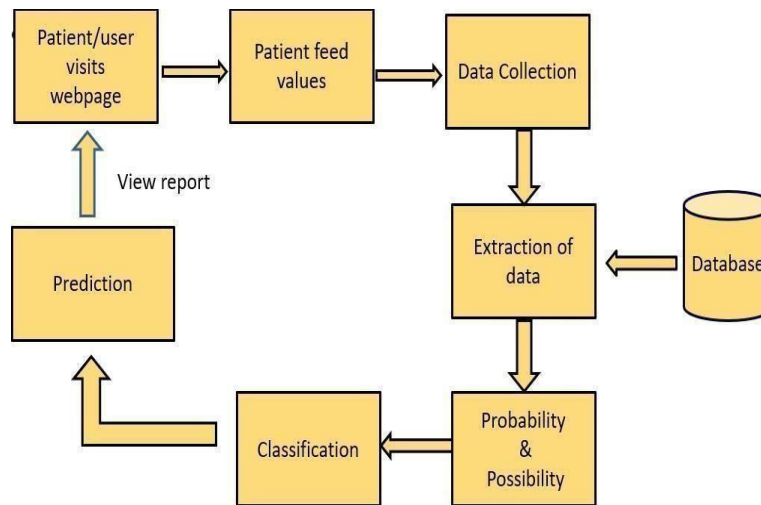 Patient/user
visits
webpage
Patient feed
values
Data Collection
View report
Extraction of
data
Database
Prediction
Classification
Probability
&
Possibility